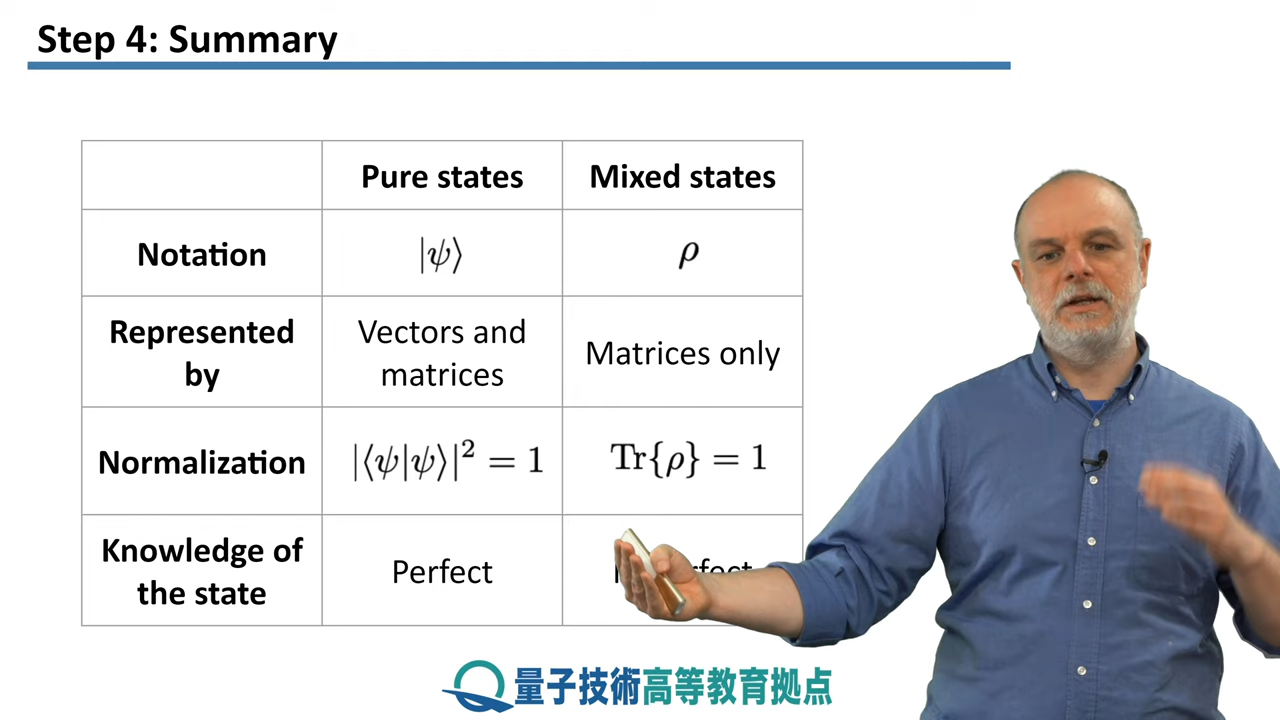 Step 4: Summary
Pure states
Mixed states
Notation
|ψ⟩
ρ
Represented
by
Vectors and
matrices
Matrices only
Normalization
|⟨ψ|ψ⟩|² = 1
Tr{ρ} = 1
Knowledge of
the state
Perfect
量子技術高等教育拠点